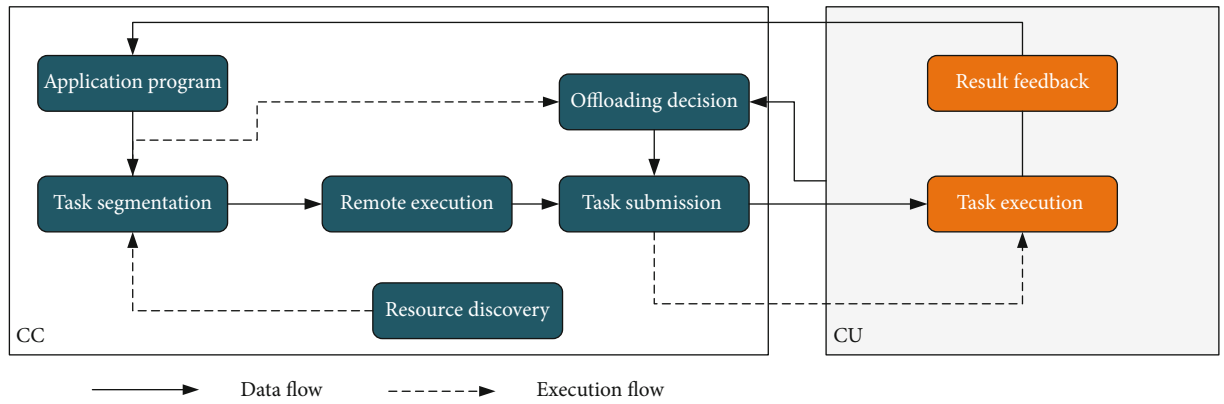 Application program
Result feedback
Offloading decision
Task segmentation
Remote execution
Task submission
Task execution
Resource discovery
CC
CU
Data flow
Execution flow